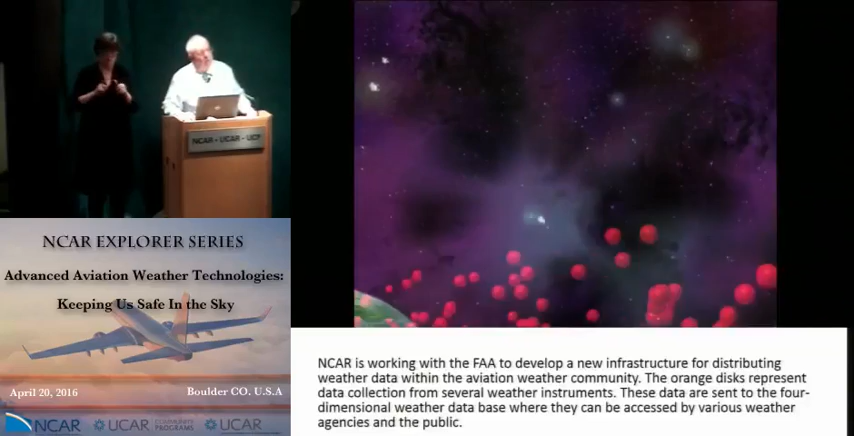 NCAR - UCAR - UCP
NCAR EXPLORER SERIES
Advanced Aviation Weather Technologies:
Keeping Us Safe In the Sky
April 20, 2016
Boulder CO. U.S.A
NCAR
UCAR
COMMUNITY
PROGRAMS
UCAR
NCAR is working with the FAA to develop a new infrastructure for distributing
weather data within the aviation weather community. The orange disks represent
data collection from several weather instruments. These data are sent to the four-
dimensional weather data base where they can be accessed by various weather
agencies and the public.